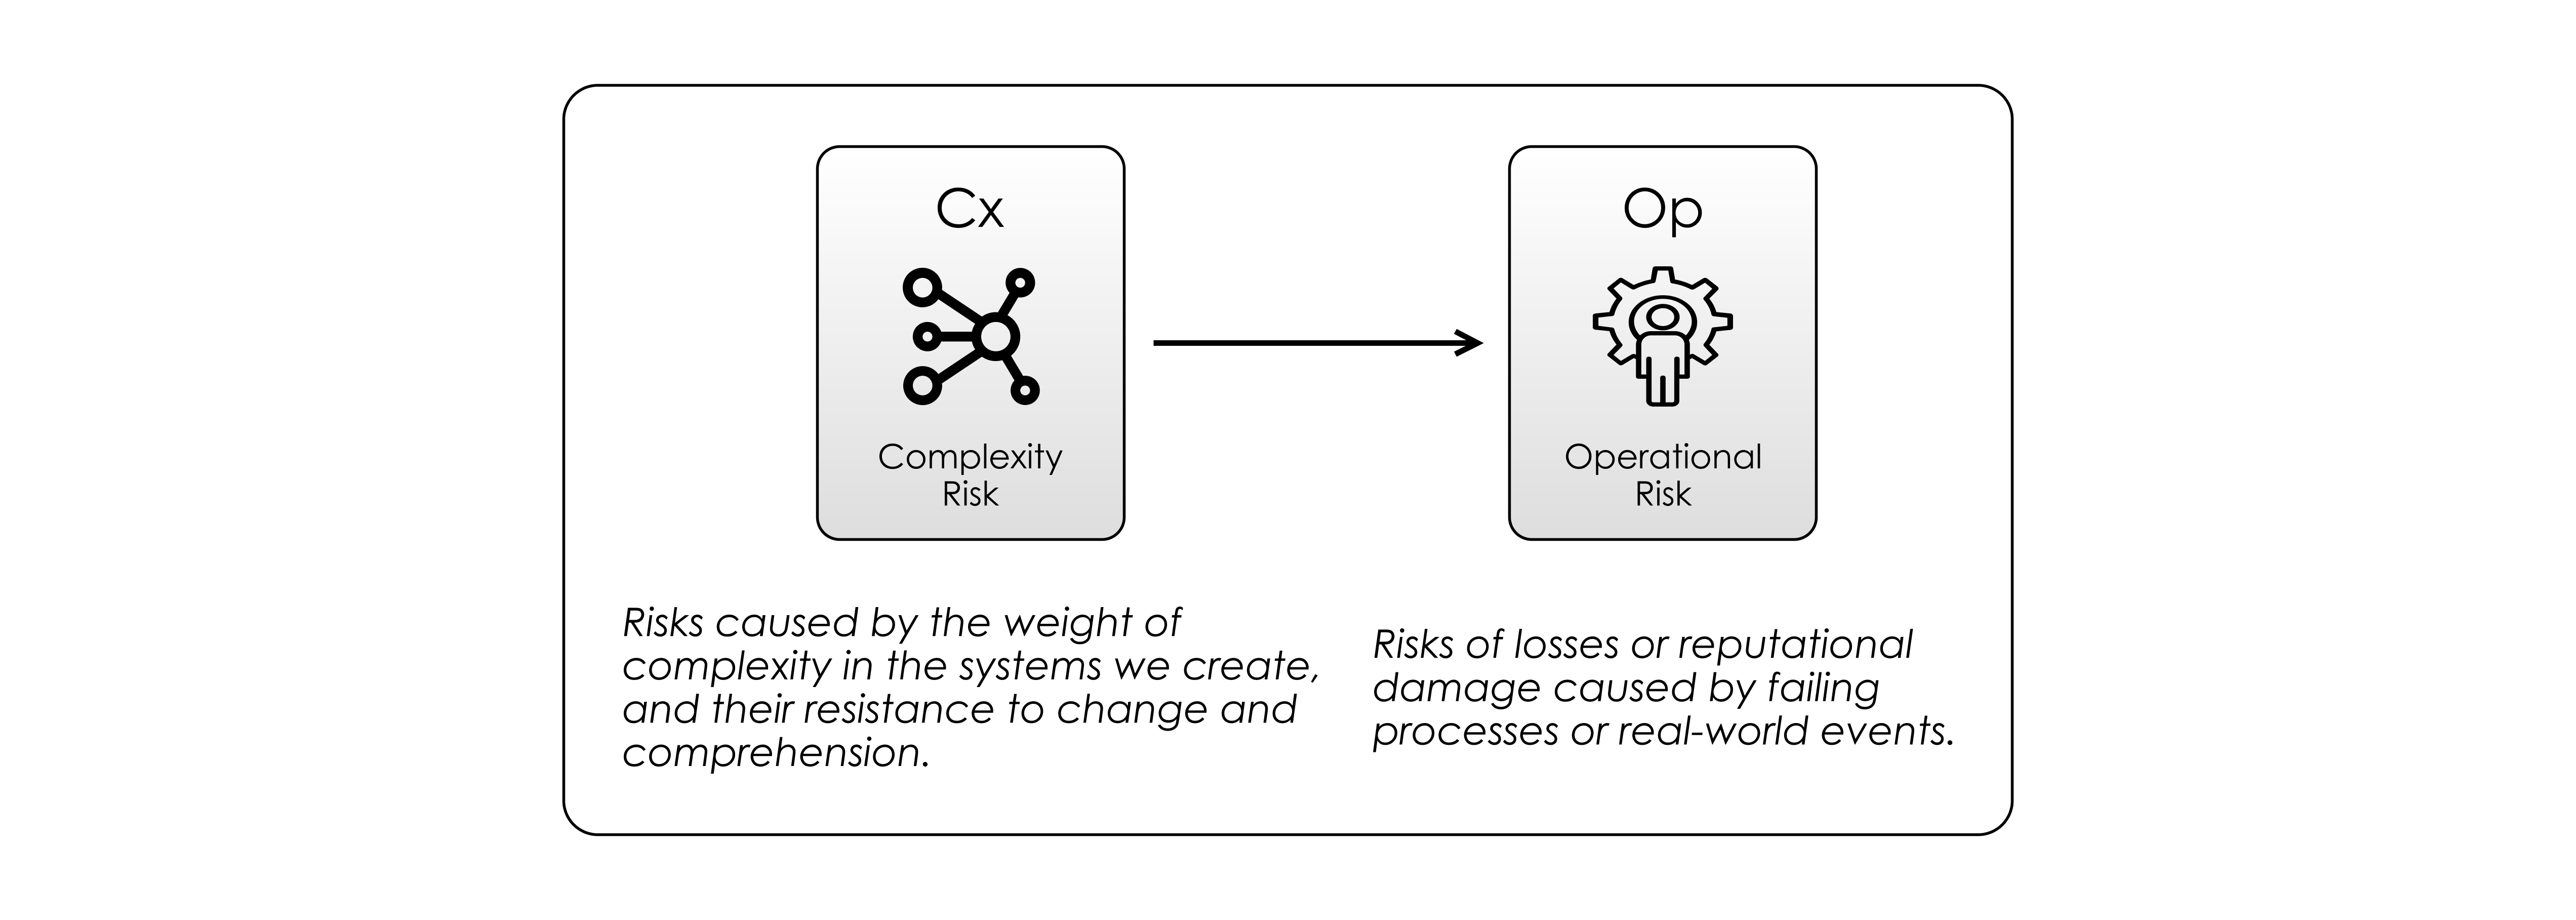 Cx
Complexity
Risk
Op
Operational
Risk
Risks caused by the weight of
complexity in the systems we create,
and their resistance to change and
comprehension.
Risks of losses or reputational
damage caused by failing
processes or real-world events.